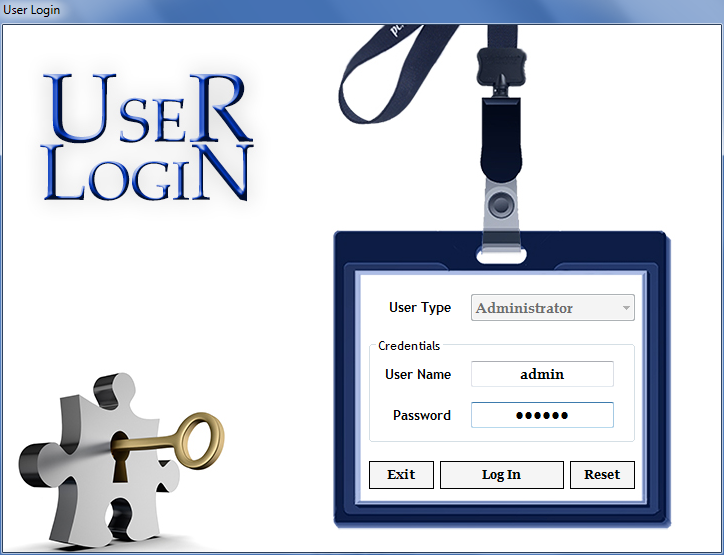 User Login
USER
LOGIN
User Type
Administrator
Credentials
User Name
admin
Password
••••••
Exit
Log In
Reset